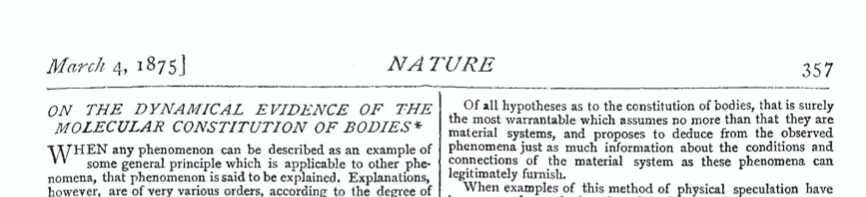 March 4, 1875]
NATURE
357
ON THE DYNAMICAL EVIDENCE OF THE
MOLECULAR CONSTITUTION OF BODIES*
WHEN any phenomenon can be described as an example of
some general principle which is applicable to other phe-
nomena, that phenomenon is said to be explained. Explanations,
however, are of very various orders, according to the degree of
Of all hypotheses as to the constitution of bodies, that is surely
the most warrantable which assumes no more than that they are
material systems, and proposes to deduce from the observed
phenomena just as much information about the conditions and
connections of the material system as these phenomena can
legitimately furnish.
When examples of this method of physical speculation have